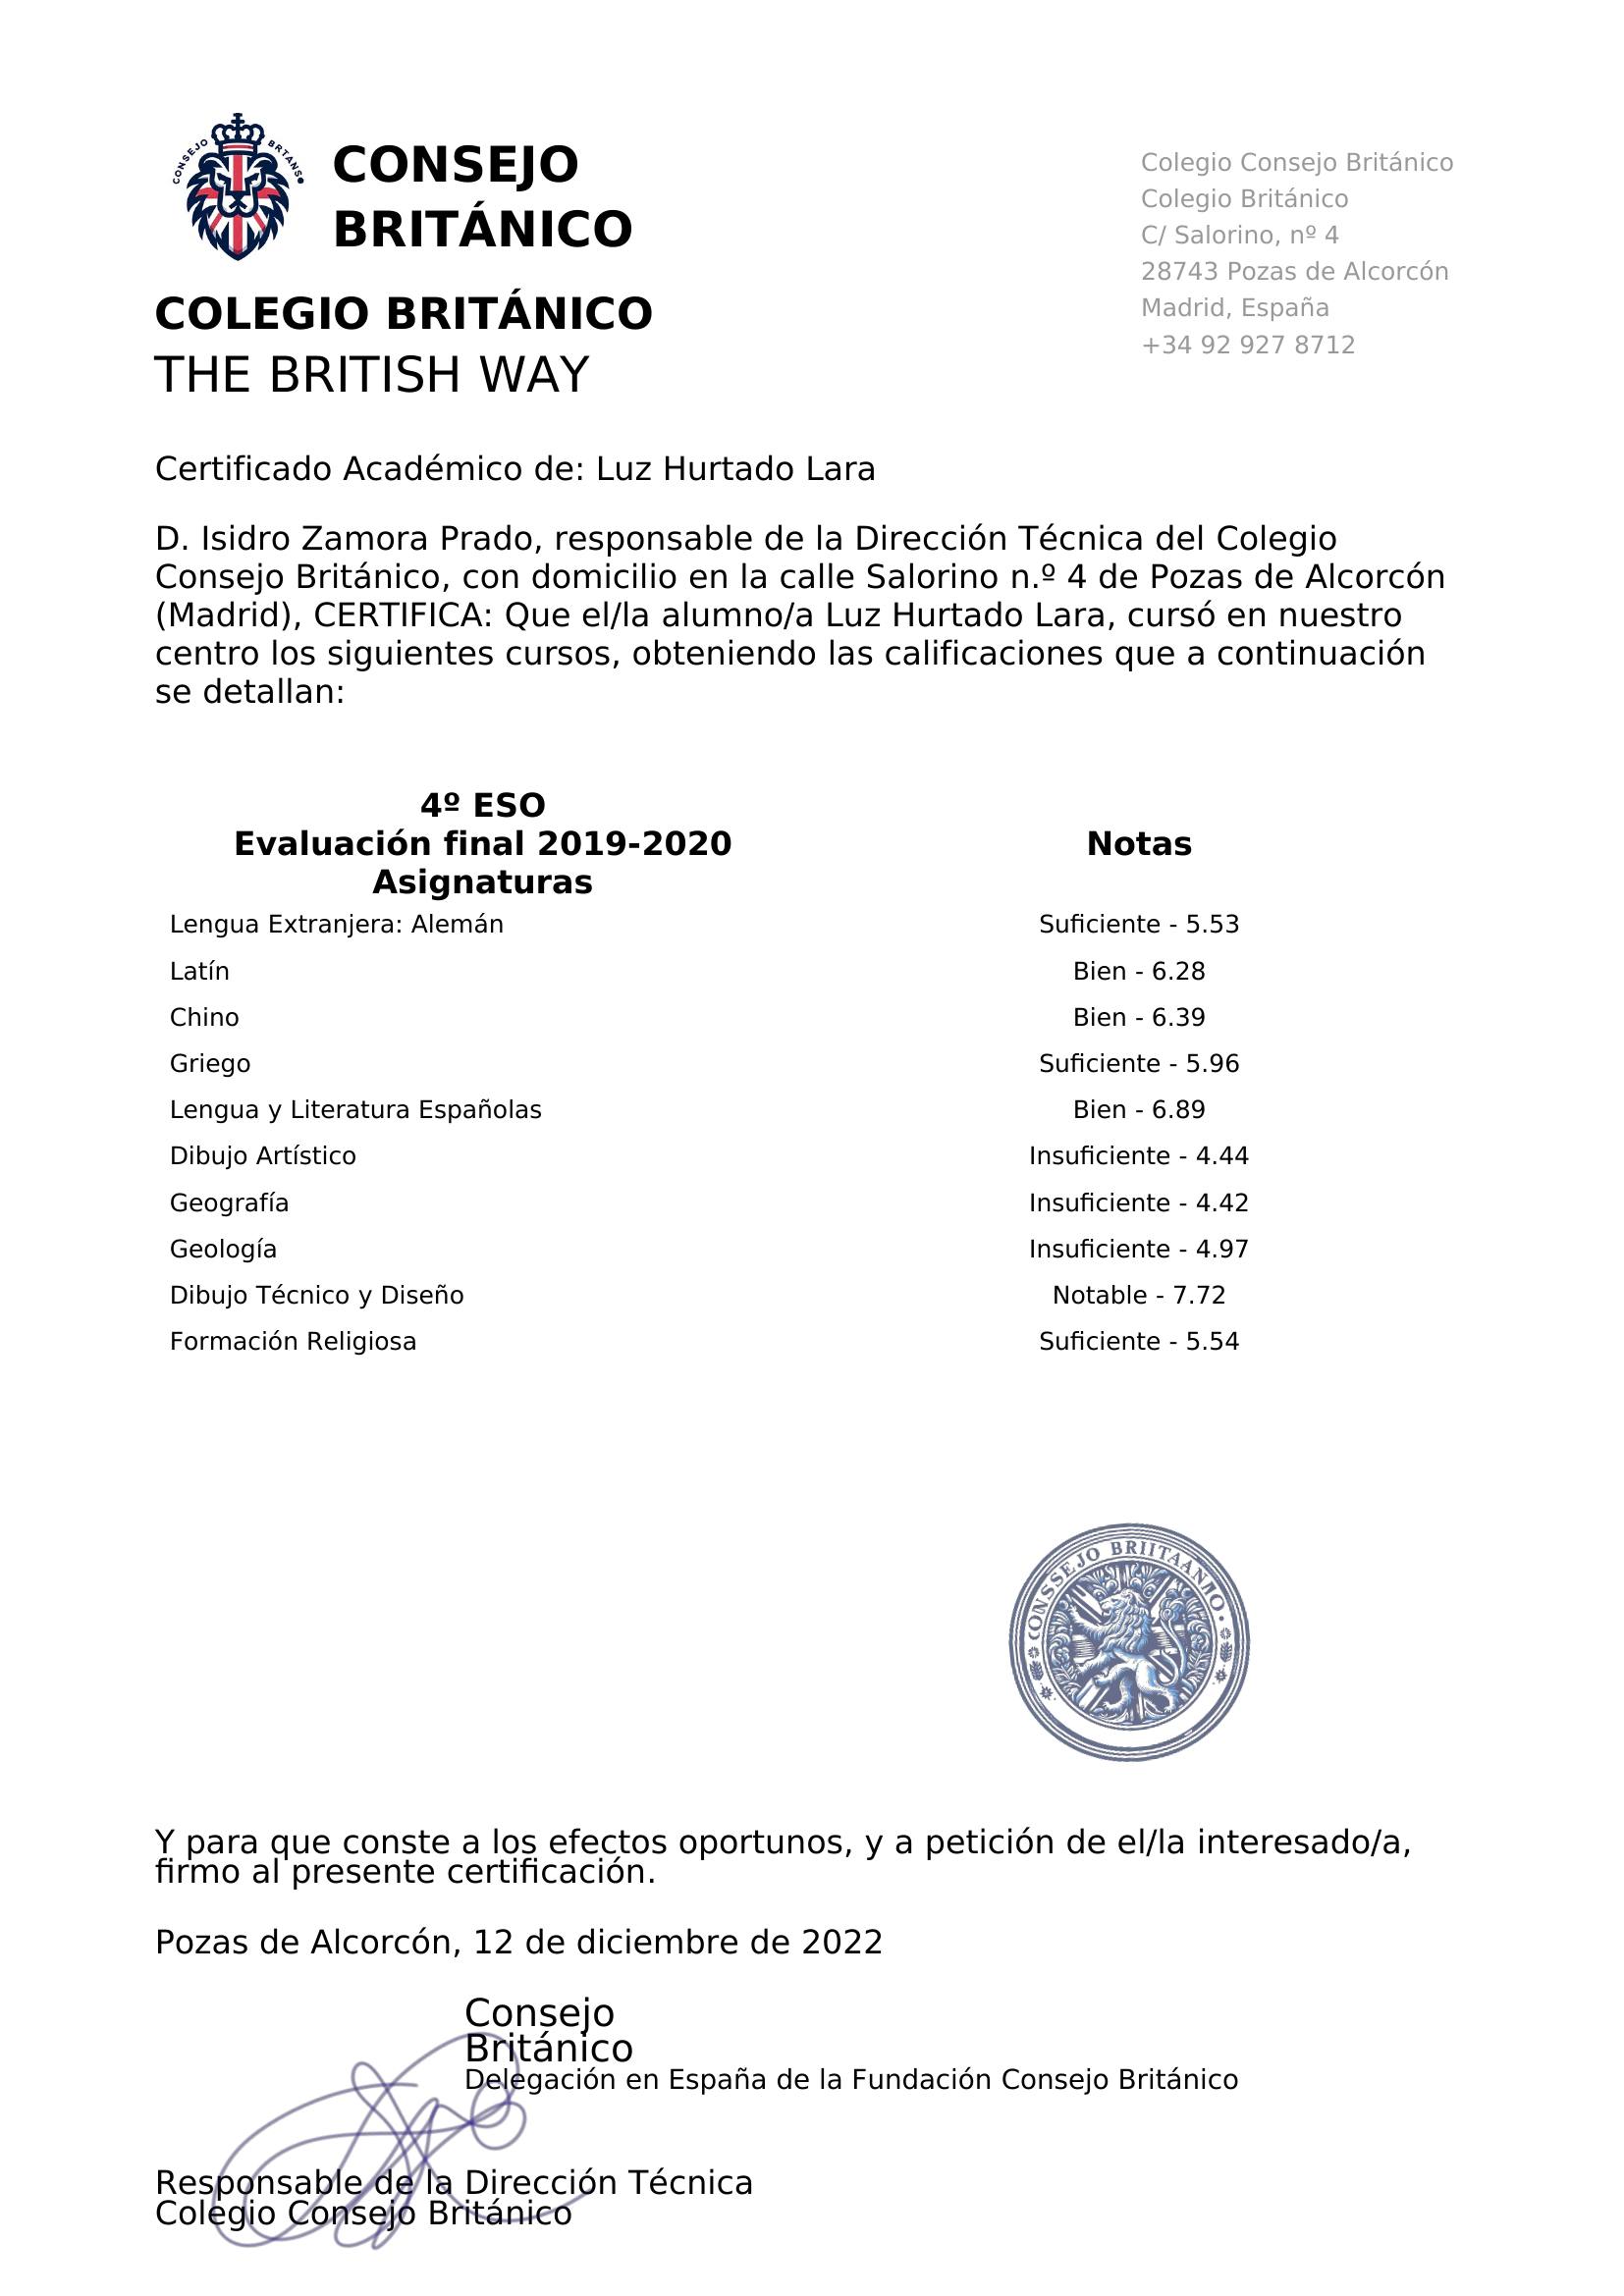 CONSEJO BRTANS
CONSEJO
BRITÁNICO
COLEGIO BRITÁNICO
THE BRITISH WAY
Colegio Consejo Británico
Colegio Británico
C/ Salorino, nº 4
28743 Pozas de Alcorcón
Madrid, España
+34 92 927 8712
Certificado Académico de: Luz Hurtado Lara
D. Isidro Zamora Prado, responsable de la Dirección Técnica del Colegio
Consejo Británico, con domicilio en la calle Salorino n.º 4 de Pozas de Alcorcón
(Madrid), CERTIFICA: Que el/la alumno/a Luz Hurtado Lara, cursó en nuestro
centro los siguientes cursos, obteniendo las calificaciones que a continuación
se detallan:
4º ESO
Evaluación final 2019-2020 Notas
Asignaturas
Lengua Extranjera: Alemán Suficiente - 5.53
Latín Bien - 6.28
Chino Bien - 6.39
Griego Suficiente - 5.96
Lengua y Literatura Españolas Bien - 6.89
Dibujo Artístico Insuficiente - 4.44
Geografía Insuficiente - 4.42
Geología Insuficiente - 4.97
Dibujo Técnico y Diseño Notable - 7.72
Formación Religiosa Suficiente - 5.54
CONSSEJO BRIITAANMO
Y para que conste a los efectos oportunos, y a petición de el/la interesado/a,
firmo al presente certificación.
Pozas de Alcorcón, 12 de diciembre de 2022
Consejo
Británico
Delegación en España de la Fundación Consejo Británico
Responsable de la Dirección Técnica
Colegio Consejo Británico